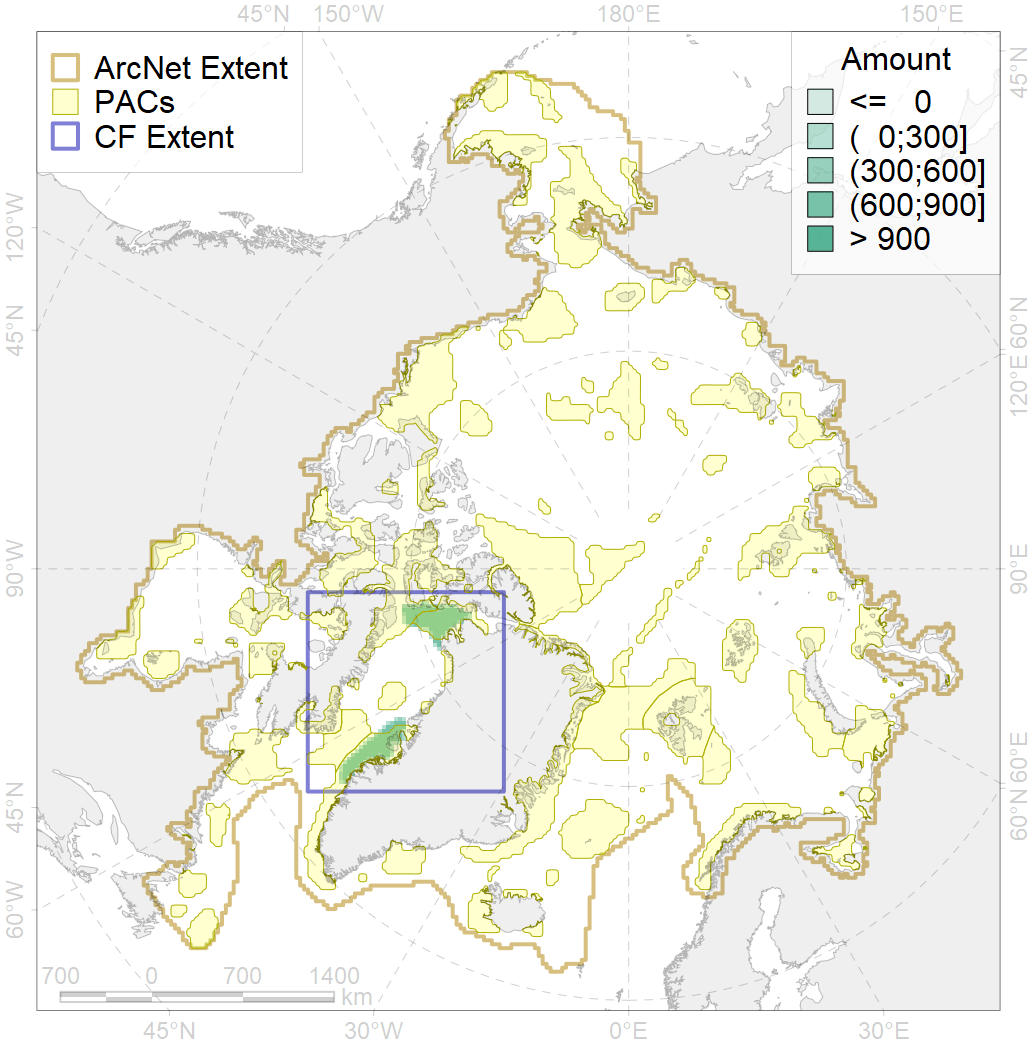 45°N 150°W 180°E 150°E
ArcNet Extent
PACs
CF Extent
Amount
<= 0
( 0;300]
(300;600]
(600;900]
> 900
120°W
45°N
90°W
45°N
60°W
45°N
60°N
120°E
90°E
60°E
60°N
700 0 700 1400
km
45°N 30°W 0°E 30°E